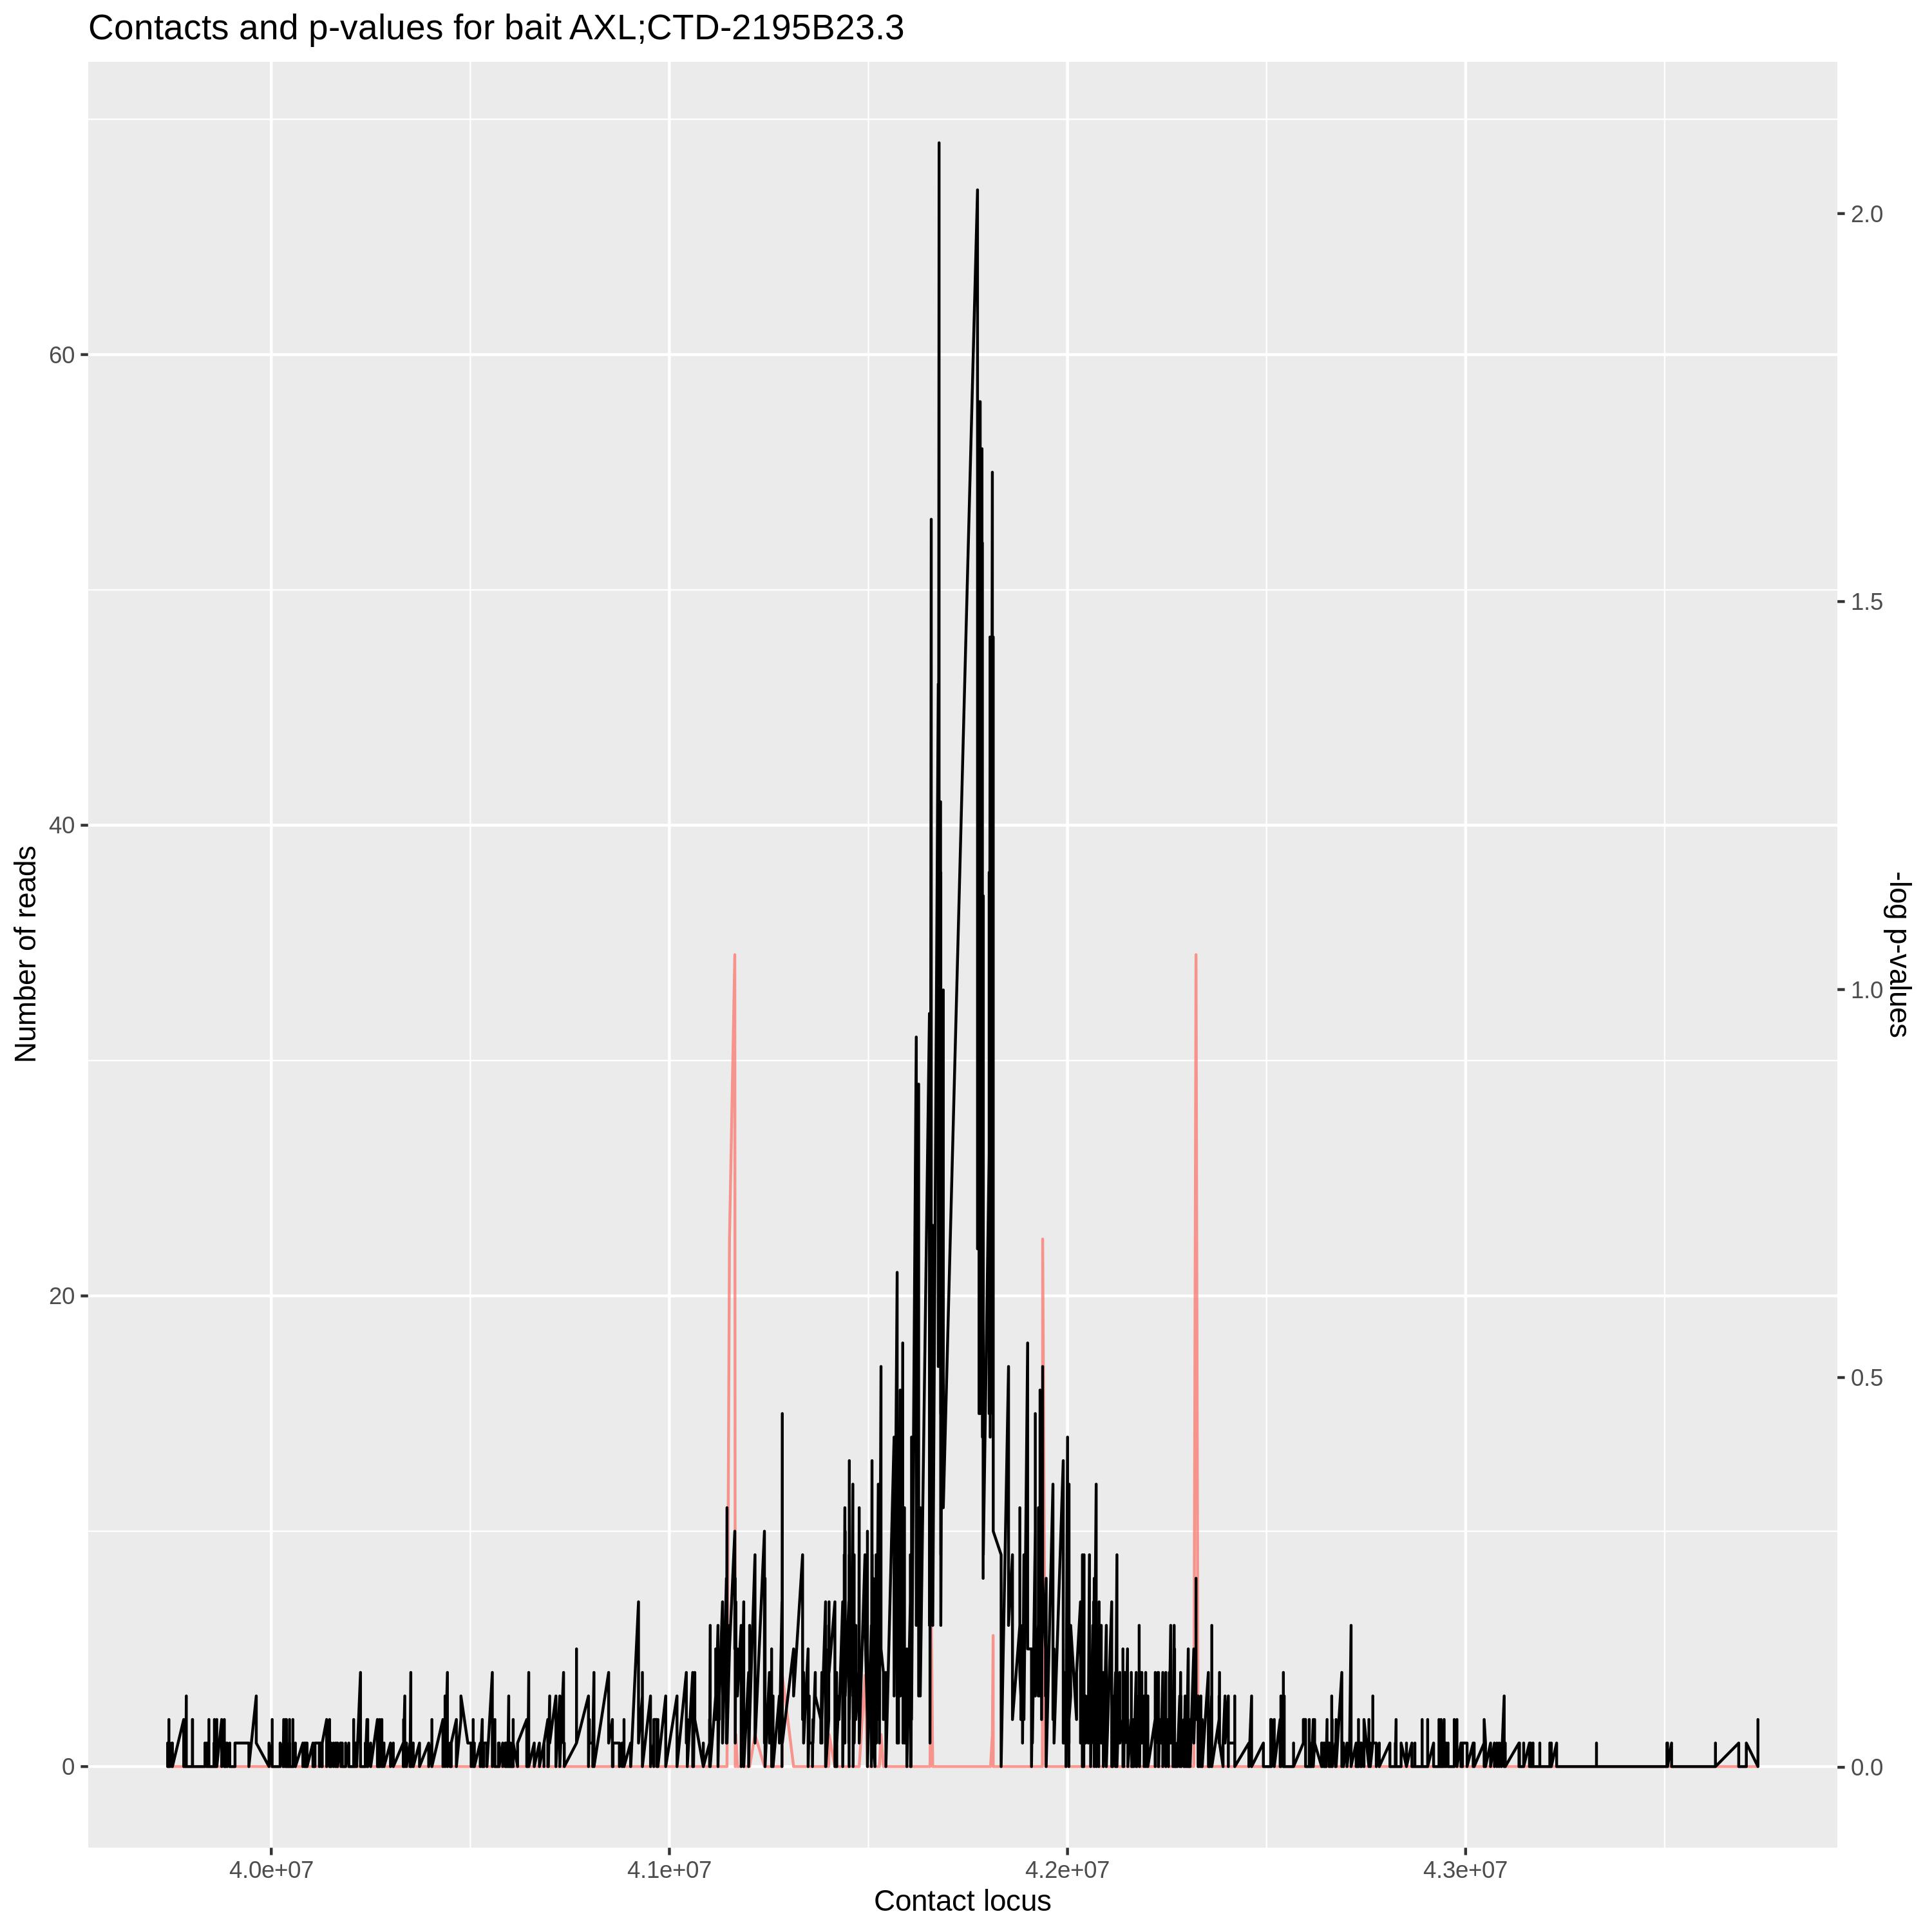 Contacts and p-values for bait AXL;CTD-2195B23.3
60
40
20
0
2.0
1.5
1.0
0.5
0.0
Number of reads
-log p-values
4.0e+07
4.1e+07
4.2e+07
4.3e+07
Contact locus